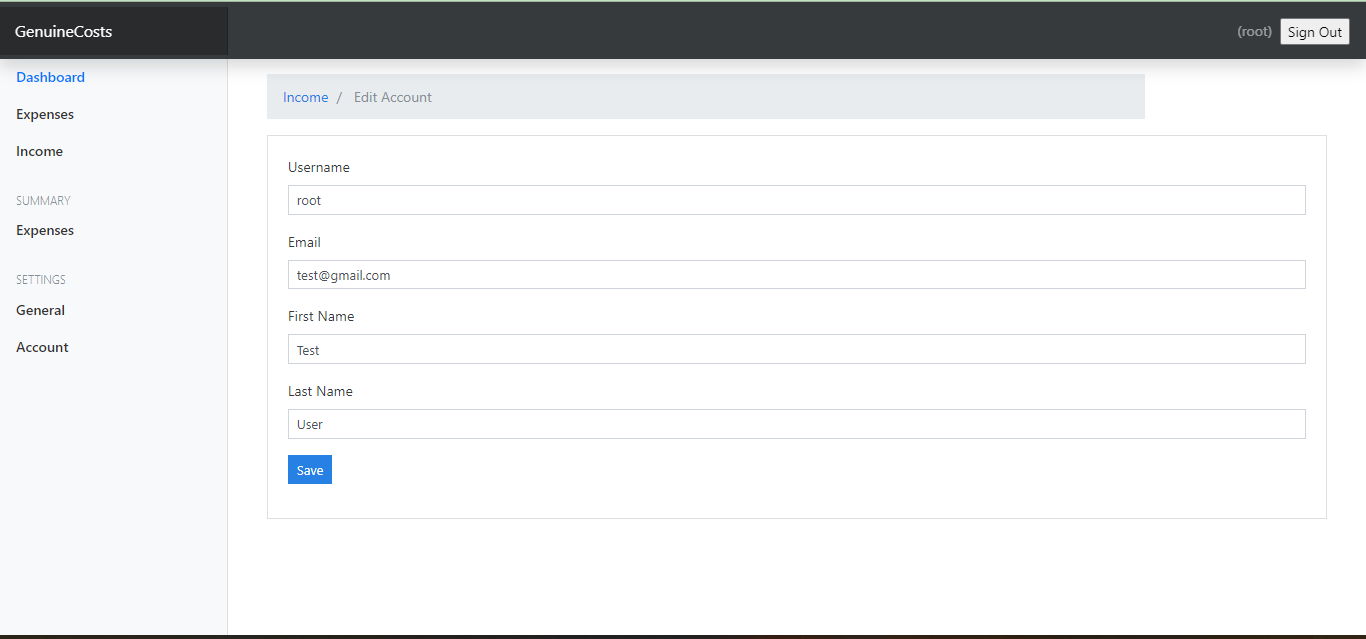 GenuineCosts
(root) Sign Out
Dashboard
Expenses
Income
SUMMARY
Expenses
SETTINGS
General
Account
Income / Edit Account
Username
root
Email
test@gmail.com
First Name
Test
Last Name
User
Save